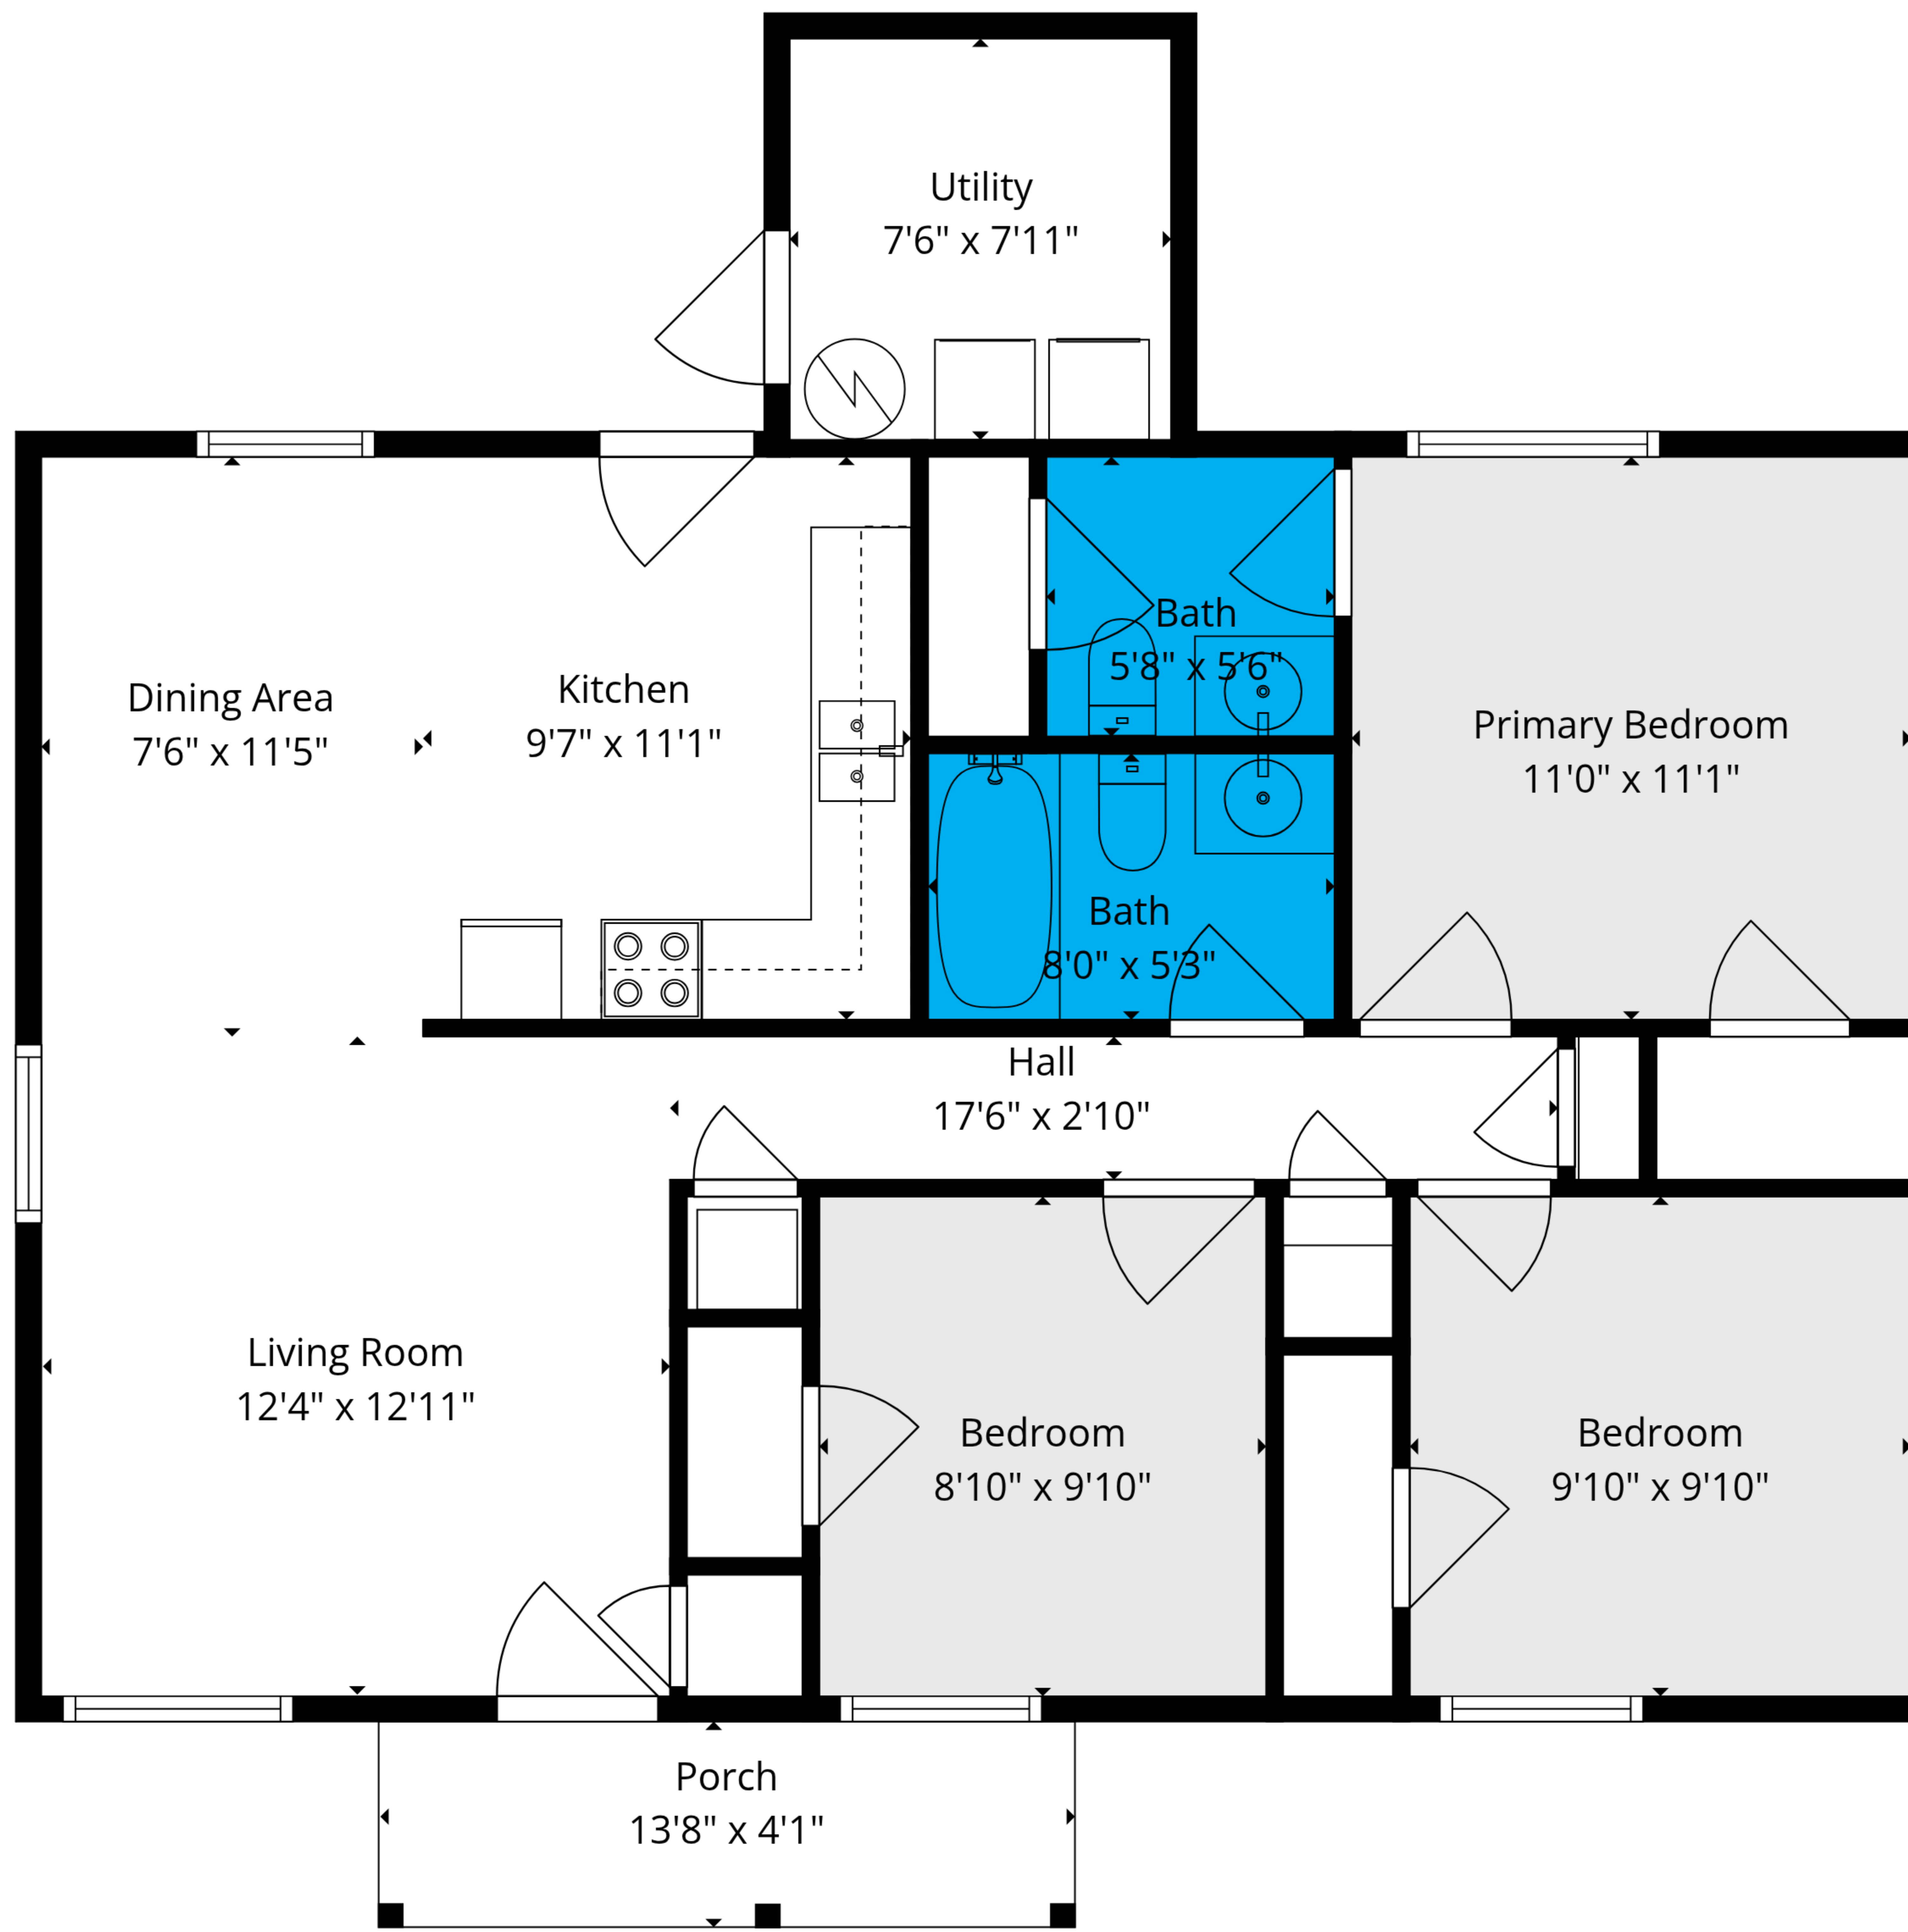 Utility
7'6" x 7'11"
Dining Area
7'6" x 11'5"
Kitchen
9'7" x 11'1"
Bath
5'8" x 5'6"
Primary Bedroom
11'0" x 11'1"
Bath
8'0" x 5'3"
Hall
17'6" x 2'10"
Living Room
12'4" x 12'11"
Bedroom
8'10" x 9'10"
Bedroom
9'10" x 9'10"
Porch
13'8" x 4'1"